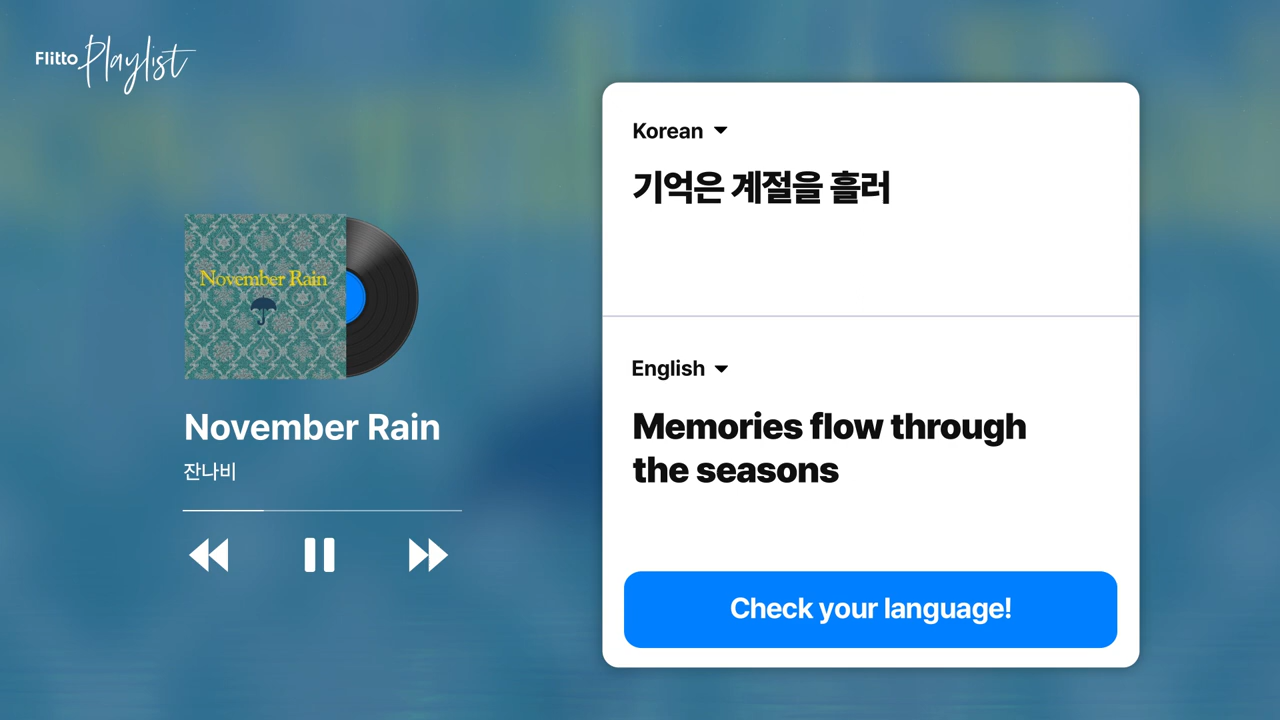 Flitto Playlist
November Rain
November Rain
잔나비
Korean
기억은 계절을 흘러
English
Memories flow through
the seasons
Check your language!